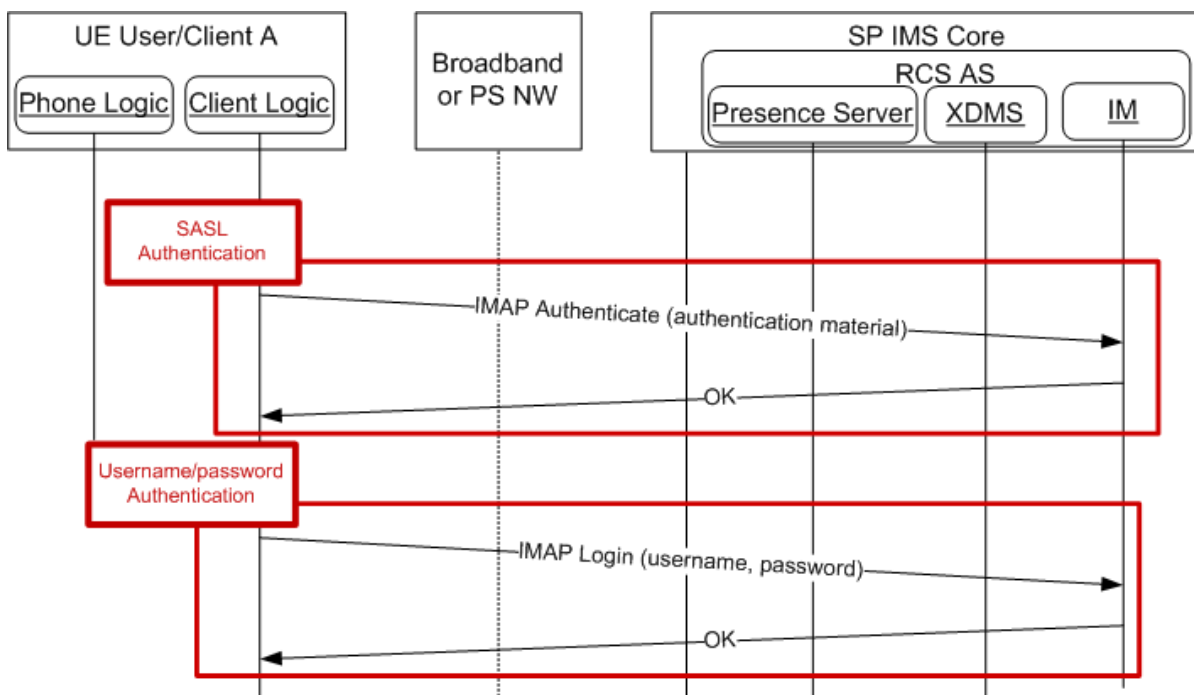 UE User/Client A
Phone Logic
Client Logic
Broadband
or PS NW
SP IMS Core
RCS AS
Presence Server
XDMS
IM
SASL
Authentication
IMAP Authenticate (authentication material)
OK
Username/password
Authentication
IMAP Login (username, password)
OK